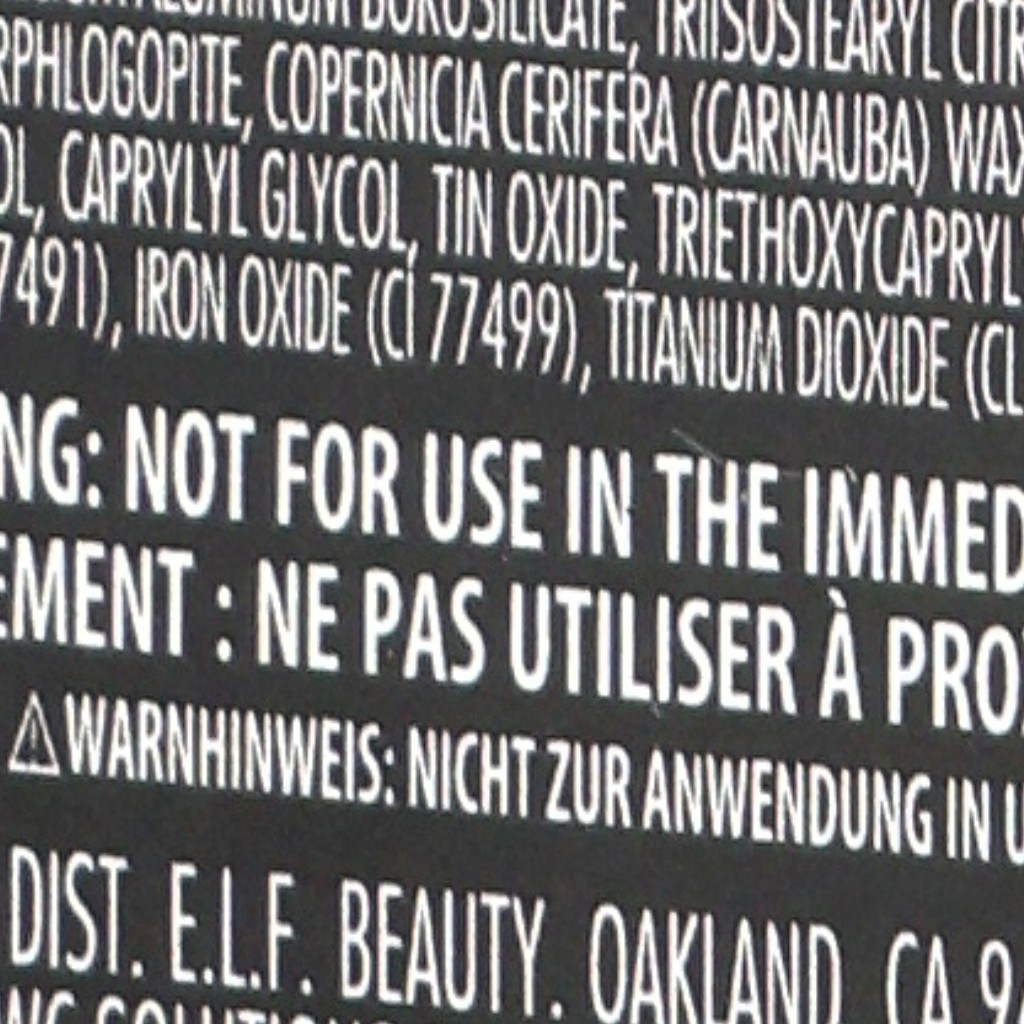 ALUMINUM BOROSILICATE, TRIISOSTEARYL CITR
RPHLOGOPITE, COPERNICIA CERIFERA (CARNAUBA) WAX
OL, CAPRYLYL GLYCOL, TIN OXIDE, TRIETHOXYCAPRYL
7491), IRON OXIDE (CI 77499), TITANIUM DIOXIDE (CL
NG: NOT FOR USE IN THE IMMED
EMENT : NE PAS UTILISER À PRO
⚠WARNHINWEIS: NICHT ZUR ANWENDUNG IN U
DIST. E.L.F. BEAUTY. OAKLAND, CA 9